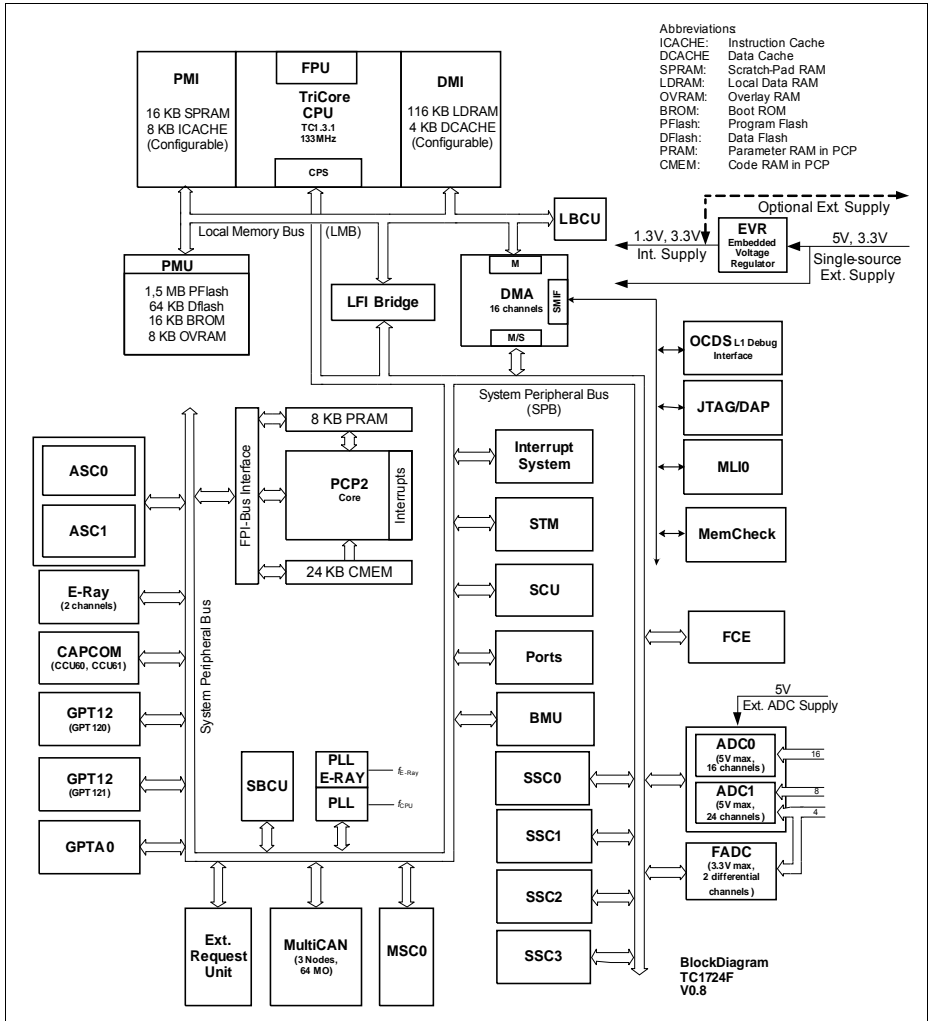 Abbreviations:
ICACHE: Instruction Cache
DCACHE Data Cache
SPRAM: Scratch-Pad RAM
LDRAM: Local Data RAM
OVRAM: Overlay RAM
BROM: Boot ROM
PFlash: Program Flash
DFlash: Data Flash
PRAM: Parameter RAM in PCP
CMEM: Code RAM in PCP
PMI
16 KB SPRAM
8 KB ICACHE
(Configurable)
FPU
TriCore
CPU
TC1.3.1
133MHz
CPS
DMI
116 KB LDRAM
4 KB DCACHE
(Configurable)
LBCU
Local Memory Bus (LMB)
Optional Ext. Supply
EVR
Embedded
Voltage
Regulator
1.3V, 3.3V
Int. Supply
5V, 3.3V
Single-source
Ext. Supply
PMU
1,5 MB PFlash
64 KB Dflash
16 KB BROM
8 KB OVRAM
LFI Bridge
M
DMA
16 channels
SMIF
M/S
OCDS L1 Debug
Interface
JTAG/DAP
MLI0
MemCheck
System Peripheral Bus
(SPB)
FPI-Bus Interface
8 KB PRAM
PCP2
Core
Interrupts
24 KB CMEM
ASC0
ASC1
E-Ray
(2 channels)
CAPCOM
(CCU60, CCU61)
GPT12
(GPT120)
GPT12
(GPT121)
GPTA0
System Peripheral Bus
Interrupt
System
STM
SCU
Ports
BMU
SSC0
SSC1
SSC2
SSC3
FCE
5V
Ext. ADC Supply
ADC0
(5V max,
16 channels)
16
ADC1
(5V max,
24 channels)
8
4
FADC
(3.3V max,
2 differential
channels)
SBCU
PLL
E-RAY
fE-Ray
PLL
fCPU
Ext.
Request
Unit
MultiCAN
(3 Nodes,
64 MO)
MSC0
BlockDiagram
TC1724F
V0.8